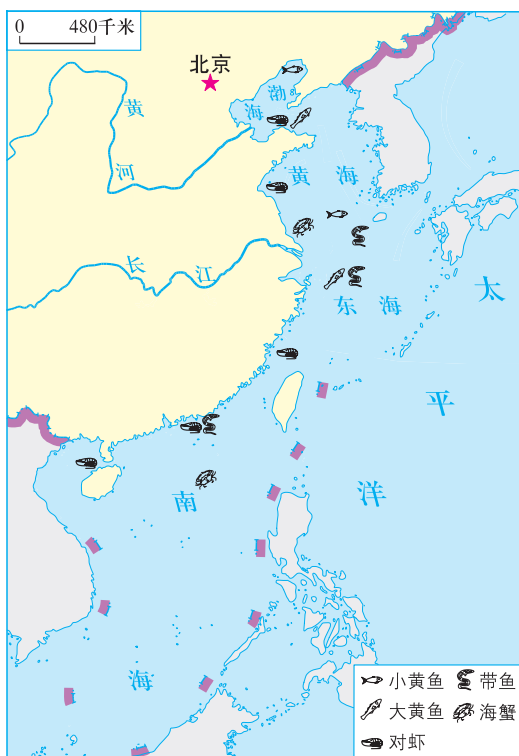 0 480千米
北京
渤海
黄河
黄海
长江
东海
太平洋
南海
小黄鱼 带鱼
大黄鱼 海蟹
对虾